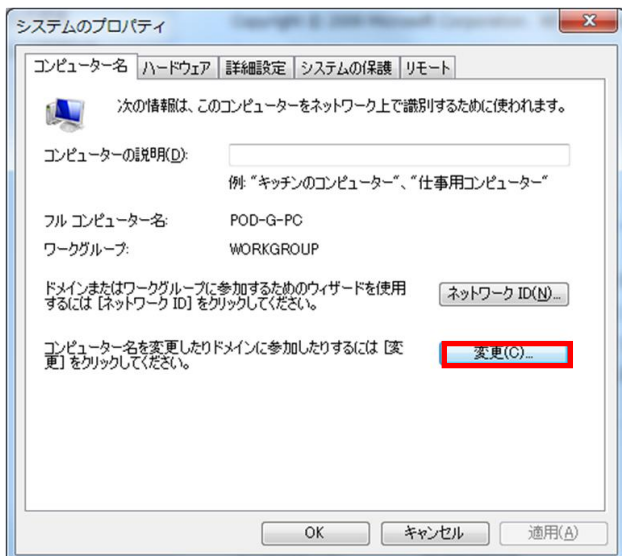 システムのプロパティ
コンピューター名 ハードウェア 詳細設定 システムの保護 リモート
次の情報は、このコンピューターをネットワーク上で識別するために使われます。
コンピューターの説明(D):
例: "キッチンのコンピューター"、"仕事用コンピューター"
フル コンピューター名: POD-G-PC
ワークグループ: WORKGROUP
ドメインまたはワークグループに参加するためのウィザードを使用
するには [ネットワーク ID] をクリックしてください。
ネットワーク ID(N)...
コンピューター名を変更したりドメインに参加したりするには [変
更] をクリックしてください。
変更(C)...
OK キャンセル 適用(A)